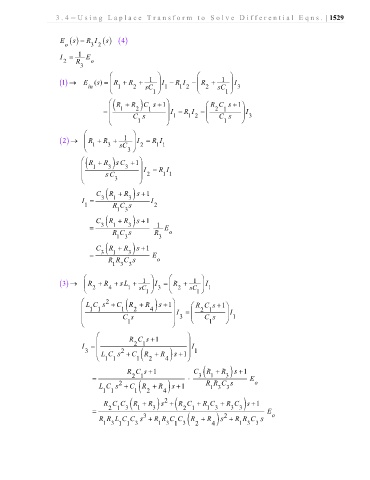 3.4−Using Laplace Transform to Solve Differential Eqns. | 1529
E_o(s) = R_3 I_2(s) (4)
I_2 = 1/R_3 E_o
(1)→ E_in(s) = (R_1 + R_2 + 1/(sC_1)) I_1 − R_1 I_2 − (R_2 + 1/(sC_1)) I_3
= (((R_1 + R_2) C_1 s + 1)/(C_1 s)) I_1 − R_1 I_2 − ((R_2 C_1 s + 1)/(C_1 s)) I_3
(2)→ (R_1 + R_3 + 1/(sC_3)) I_2 = R_1 I_1
(((R_1 + R_3) sC_3 + 1)/(sC_3)) I_2 = R_1 I_1
I_1 = (C_3 (R_1 + R_3) s + 1)/(R_1 C_3 s) I_2
= (C_3 (R_1 + R_3) s + 1)/(R_1 C_3 s) 1/R_3 E_o
= (C_3 (R_1 + R_3) s + 1)/(R_1 R_3 C_3 s) E_o
(3)→ (R_2 + R_4 + sL_1 + 1/(sC_1)) I_3 = (R_2 + 1/(sC_1)) I_1
((L_1 C_1 s^2 + C_1 (R_2 + R_4) s + 1)/(C_1 s)) I_3 = ((R_2 C_1 s + 1)/(C_1 s)) I_1
I_3 = ((R_2 C_1 s + 1)/(L_1 C_1 s^2 + C_1 (R_2 + R_4) s + 1)) I_1
= (R_2 C_1 s + 1)/(L_1 C_1 s^2 + C_1 (R_2 + R_4) s + 1) · (C_3 (R_1 + R_3) s + 1)/(R_1 R_3 C_3 s) E_o
= (R_2 C_1 C_3 (R_1 + R_3) s^2 + (R_2 C_1 + R_1 C_3 + R_3 C_3) s + 1)/(R_1 R_3 L_1 C_1 C_3 s^3 + R_1 R_3 C_1 C_3 (R_2 + R_4) s^2 + R_1 R_3 C_3 s) E_o